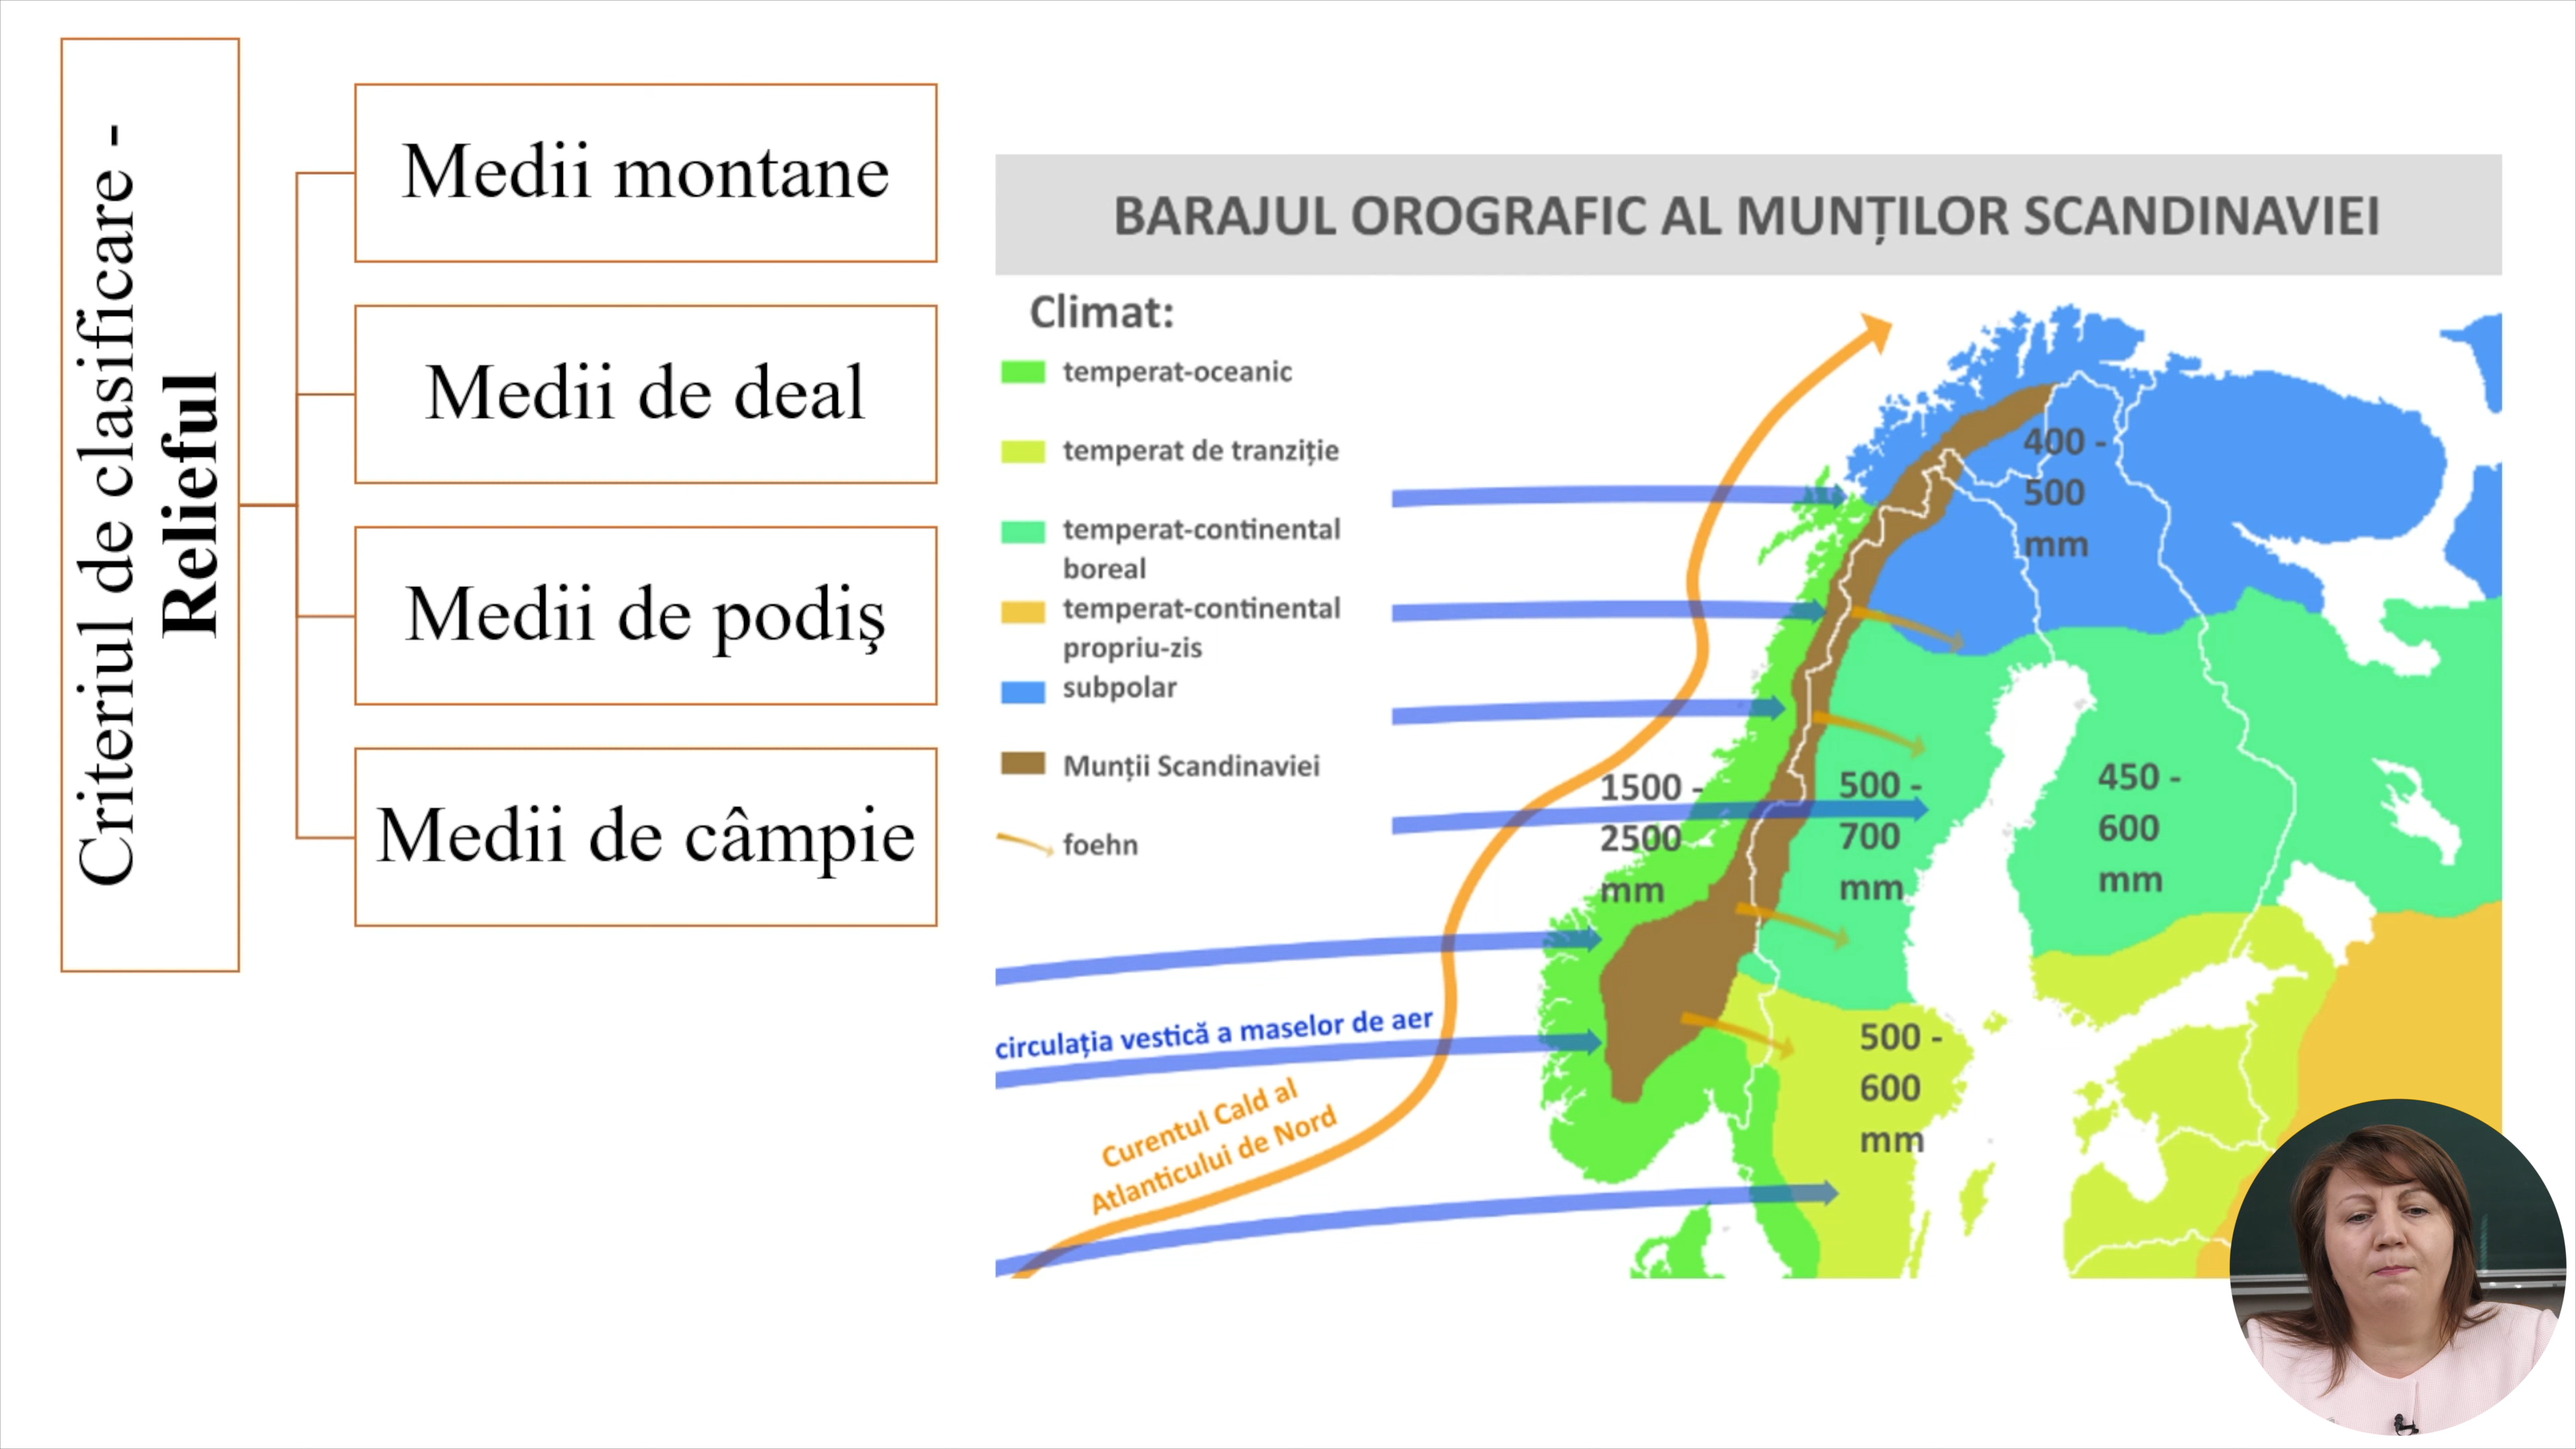 Criteriul de clasificare -
Relieful
Medii montane
Medii de deal
Medii de podiş
Medii de câmpie
BARAJUL OROGRAFIC AL MUNȚILOR SCANDINAVIEI
Climat:
temperat-oceanic
temperat de tranziție
temperat-continental
boreal
temperat-continental
propriu-zis
subpolar
Munții Scandinaviei
foehn
400 -
500
mm
1500 -
2500
mm
500 -
700
mm
450 -
600
mm
500 -
600
mm
circulația vestică a maselor de aer
Curentul Cald al
Atlanticului de Nord